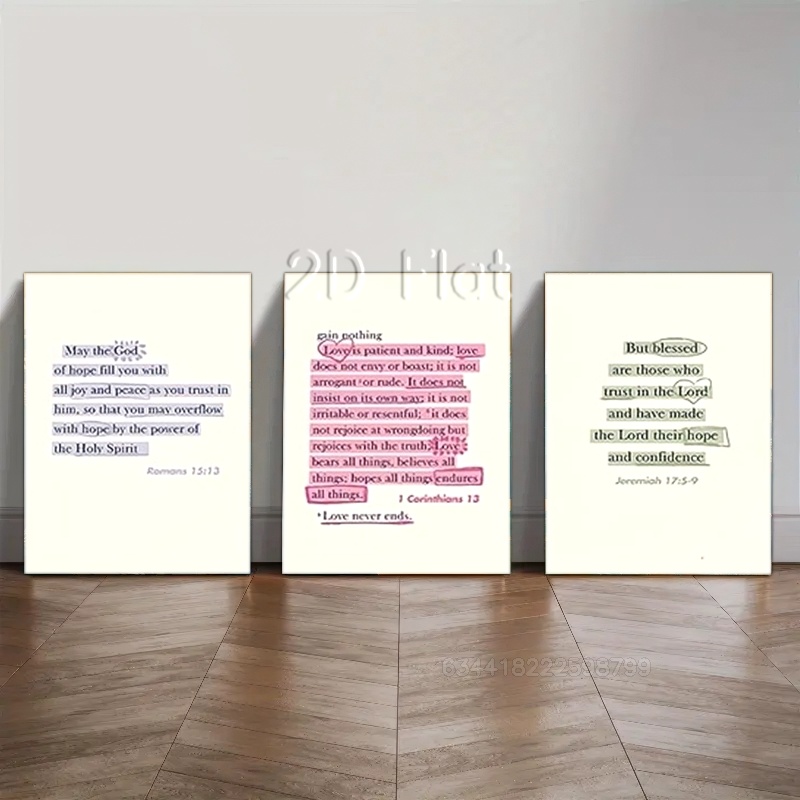 2D Flat
May the God
of hope fill you with
all joy and peace as you trust in
him, so that you may overflow
with hope by the power of
the Holy Spirit
Romans 15:13
gain nothing
Love is patient and kind; love
does not envy or boast; it is not
arrogant or rude. It does not
insist on its own way; it is not
irritable or resentful; it does
not rejoice at wrongdoing but
rejoices with the truth; Love
bears all things, believes all
things; hopes all things endures
all things.
1 Corinthians 13
Love never ends.
But blessed
are those who
trust in the Lord
and have made
the Lord their hope
and confidence
Jeremiah 17:5-9